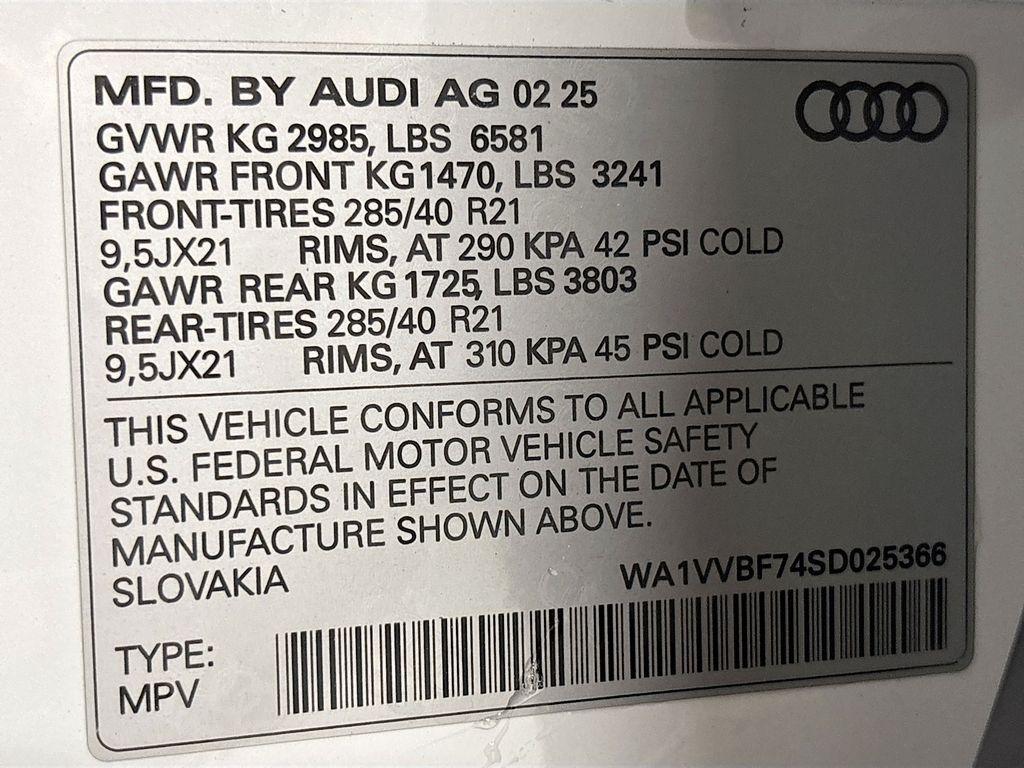 MFD. BY AUDI AG 02 25
GVWR KG 2985, LBS 6581
GAWR FRONT KG 1470, LBS 3241
FRONT-TIRES 285/40 R21
9,5JX21 RIMS, AT 290 KPA 42 PSI COLD
GAWR REAR KG 1725, LBS 3803
REAR-TIRES 285/40 R21
9,5JX21 RIMS, AT 310 KPA 45 PSI COLD
THIS VEHICLE CONFORMS TO ALL APPLICABLE
U.S. FEDERAL MOTOR VEHICLE SAFETY
STANDARDS IN EFFECT ON THE DATE OF
MANUFACTURE SHOWN ABOVE.
SLOVAKIA
WA1VVBF74SD025366
TYPE:
MPV